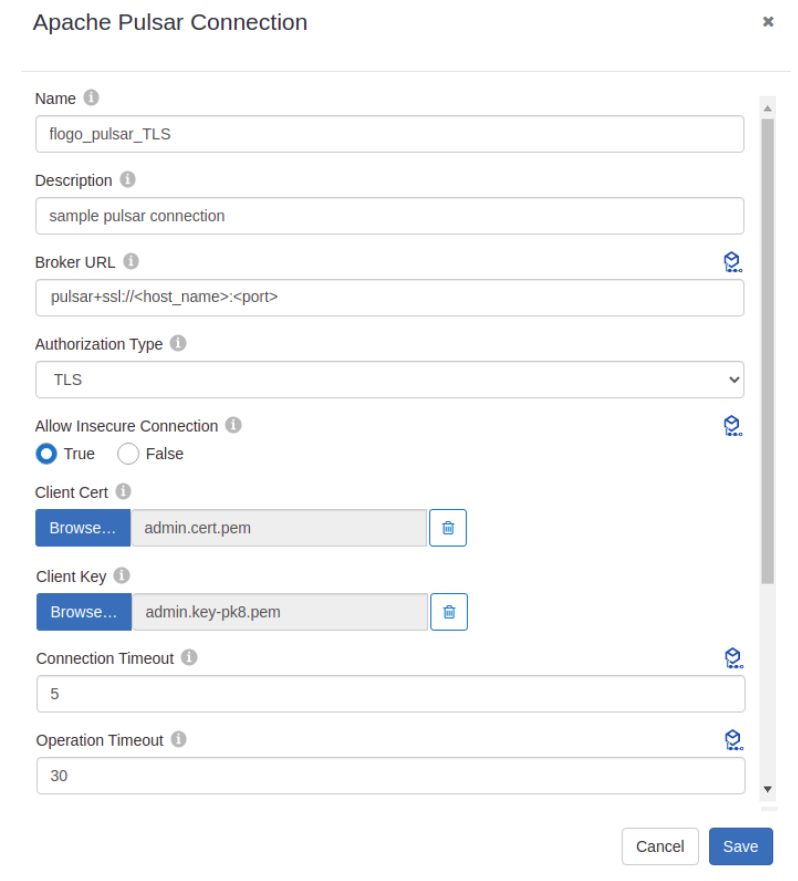 Apache Pulsar Connection
Name
flogo_pulsar_TLS
Description
sample pulsar connection
Broker URL
pulsar+ssl://<host_name>:<port>
Authorization Type
TLS
Allow Insecure Connection
True False
Client Cert
Browse... admin.cert.pem
Client Key
Browse... admin.key-pk8.pem
Connection Timeout
5
Operation Timeout
30
Cancel Save